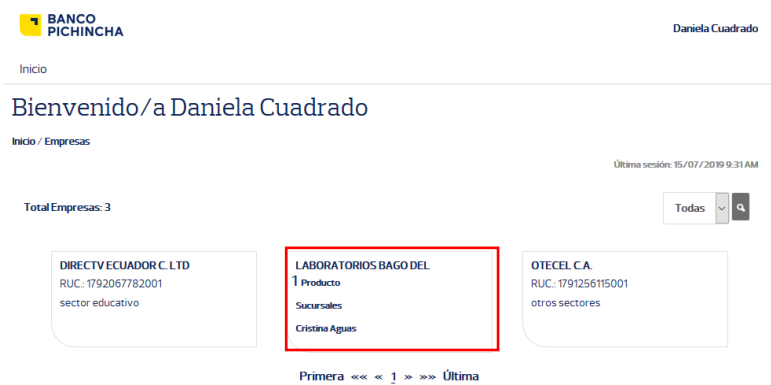 BANCO
PICHINCHA
Daniela Cuadrado
Inicio
Bienvenido/a Daniela Cuadrado
Inicio / Empresas
Última sesión: 15/07/2019 9:31 AM
Total Empresas: 3
Todas
DIRECTV ECUADOR C. LTD
RUC.: 1792067782001
sector educativo
LABORATORIOS BAGO DEL
1 Producto
Sucursales
Cristina Aguas
OTECEL C.A.
RUC.: 1791256115001
otros sectores
Primera «« « 1 » »» Última